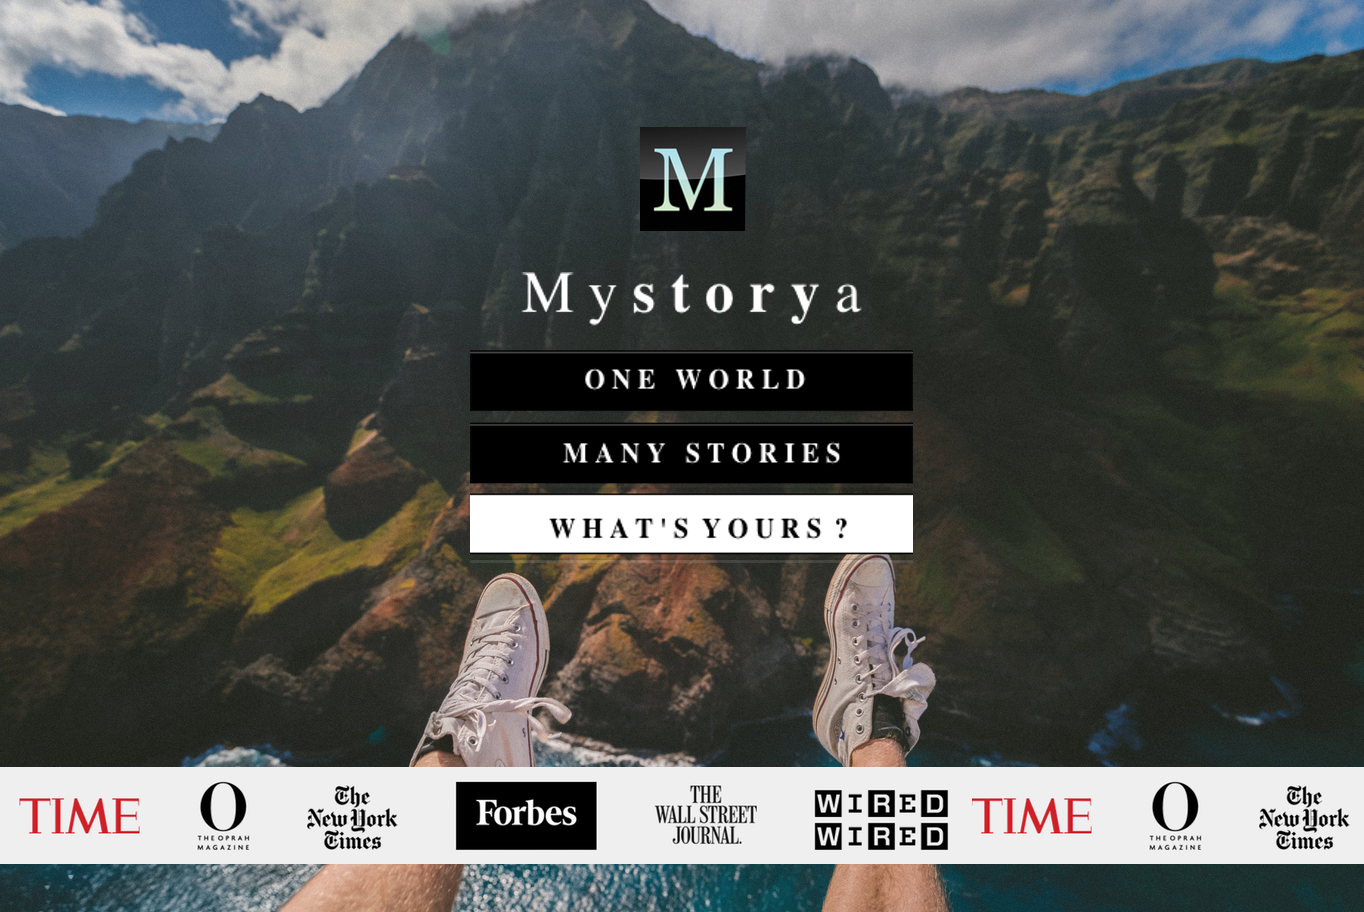 M
Mystorya
ONE WORLD
MANY STORIES
WHAT'S YOURS ?
TIME
O
THE OPRAH
MAGAZINE
The
New York
Times
Forbes
THE
WALL STREET
JOURNAL.
WIRED
WIRED
TIME
O
THE OPRAH
MAGAZINE
The
New York
Times